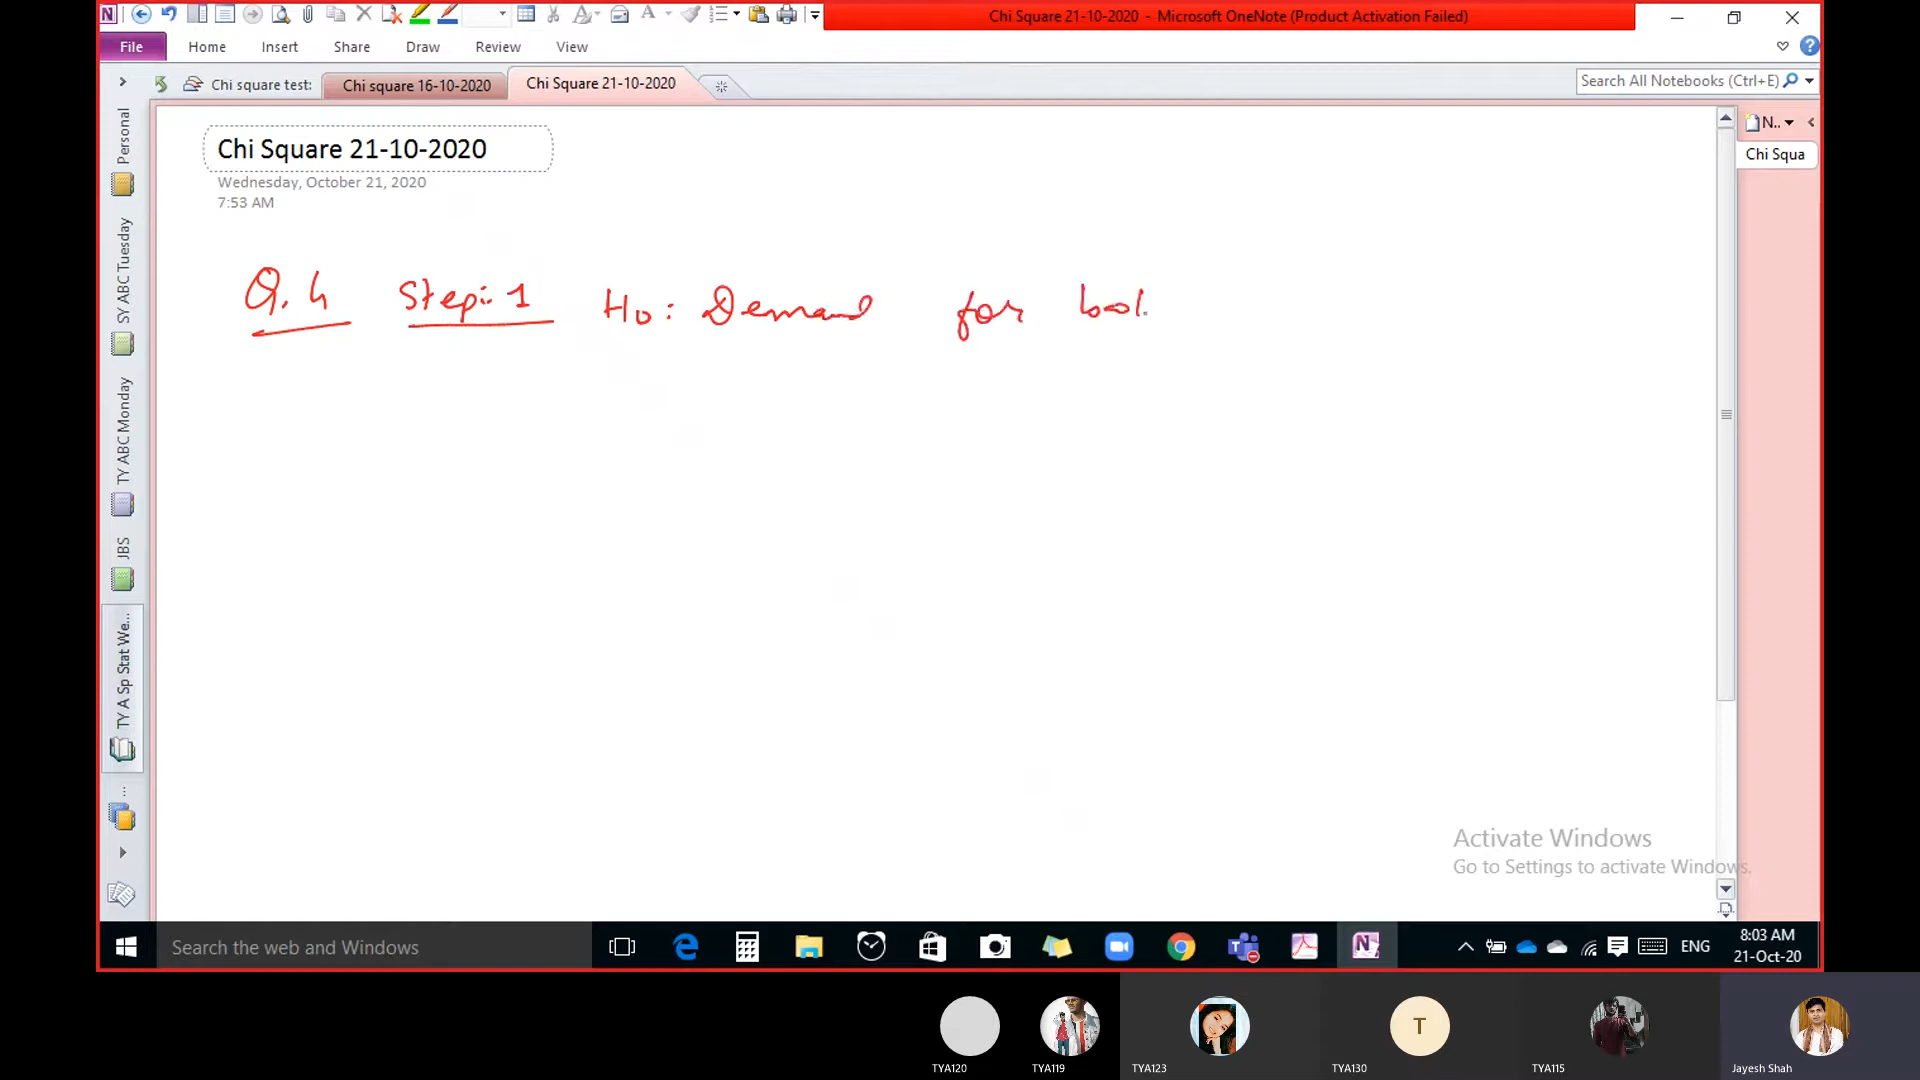 Chi Square 21-10-2020 - Microsoft OneNote (Product Activation Failed)
File Home Insert Share Draw Review View
Chi square test: Chi square 16-10-2020 Chi Square 21-10-2020
Search All Notebooks (Ctrl+E)
N..
Chi Squa
Personal
SY ABC Tuesday
TY ABC Monday
JBS
TY A Sp Stat We...
Chi Square 21-10-2020
Wednesday, October 21, 2020
7:53 AM
Q. 4 Step: 1 H0: Demand for
Activate Windows
Go to Settings to activate Windows.
Search the web and Windows
ENG
8:03 AM
21-Oct-20
T
TYA120 TYA119 TYA123 TYA130 TYA115 Jayesh Shah